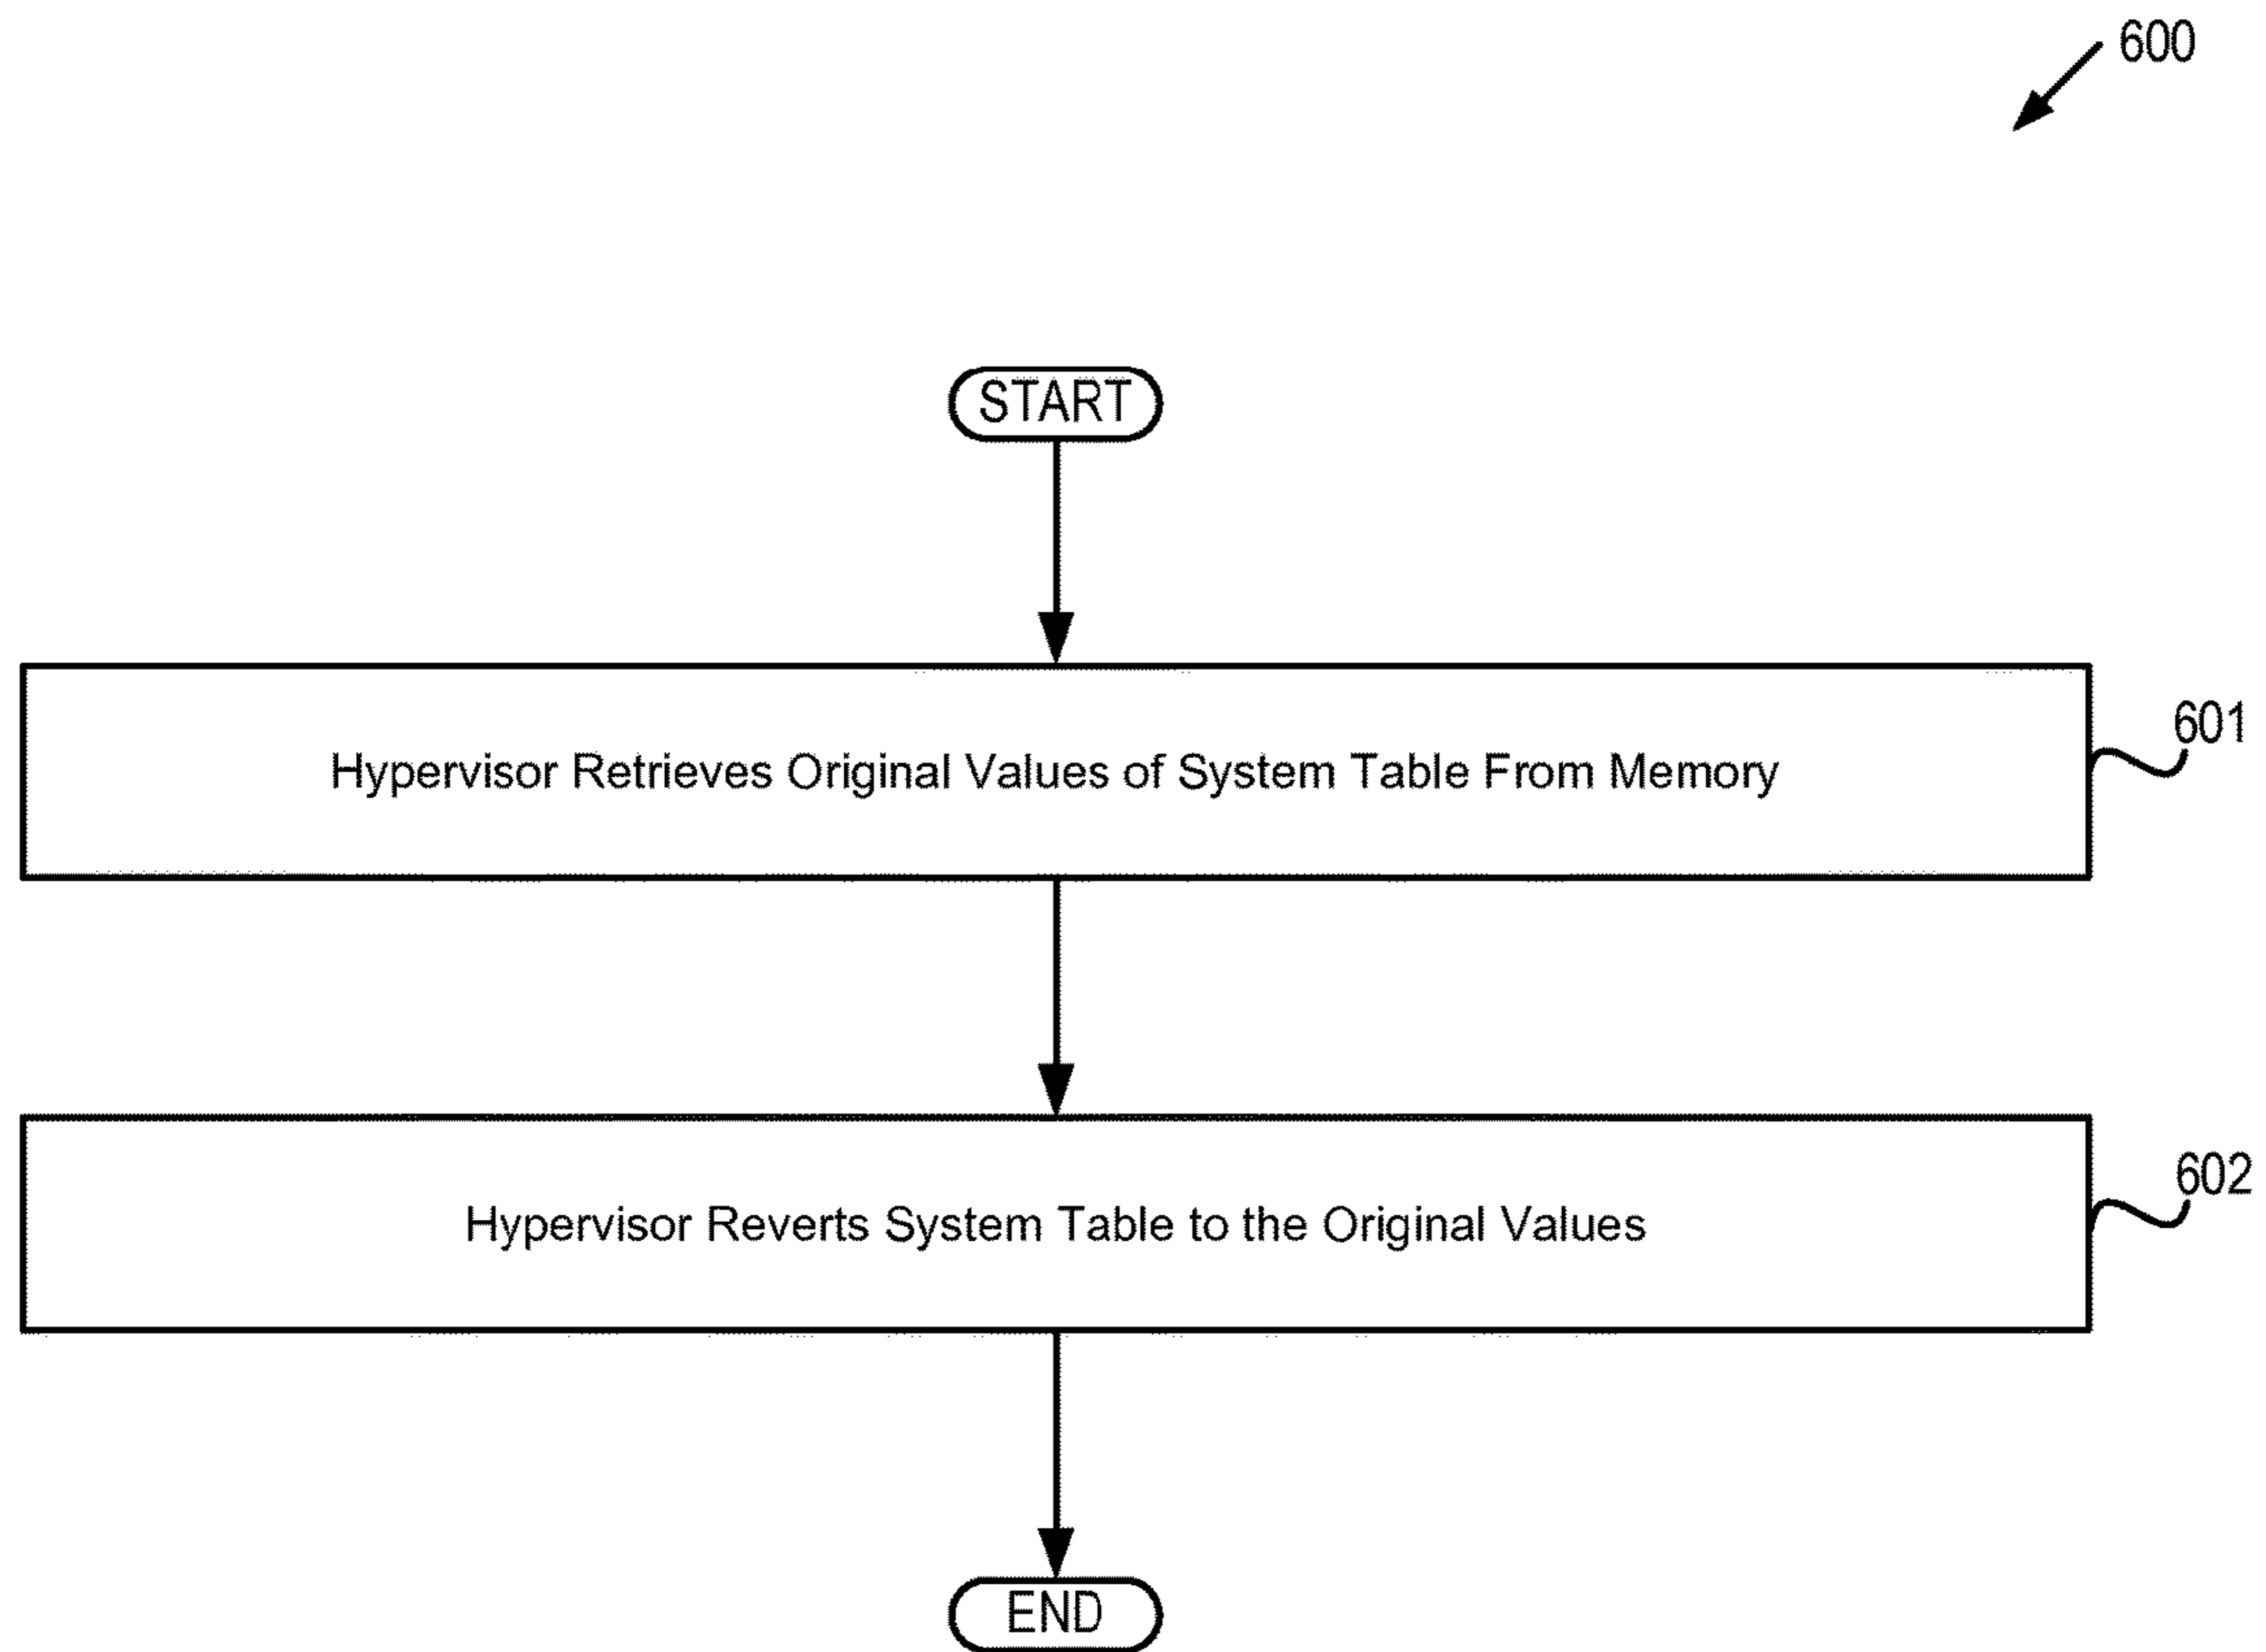 600
START
Hypervisor Retrieves Original Values of System Table From Memory
601
Hypervisor Reverts System Table to the Original Values
602
END